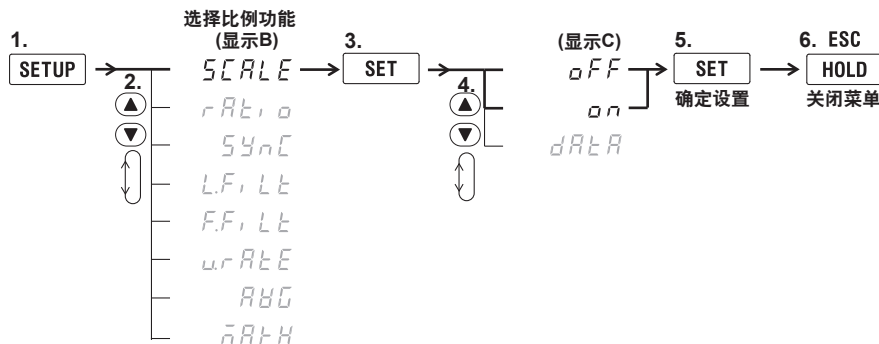 选择比例功能
(显示B)
1.
SETUP
2.
SCALE
rAtio
SYnC
L.FiLt
F.FiLt
u.rAtE
AVG
MAtH
3.
SET
4.
(显示C)
oFF
on
dAtA
5.
SET
确定设置
6. ESC
HOLD
关闭菜单